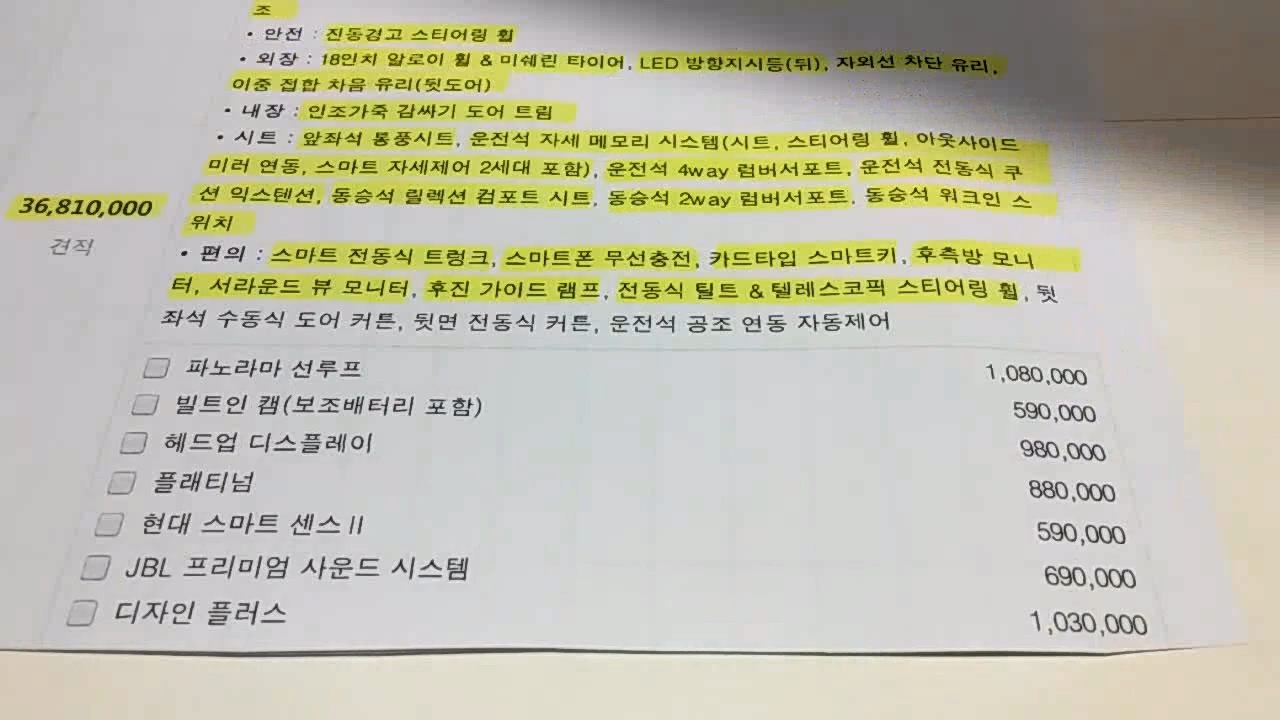 조
• 안전 : 진동경고 스티어링 휠
• 외장 : 18인치 알로이 휠 & 미쉐린 타이어, LED 방향지시등(뒤), 자외선 차단 유리,
이중 접합 차음 유리(뒷도어)
• 내장 : 인조가죽 감싸기 도어 트림
• 시트 : 앞좌석 통풍시트, 운전석 자세 메모리 시스템(시트, 스티어링 휠, 아웃사이드
미러 연동, 스마트 자세제어 2세대 포함), 운전석 4way 럼버서포트, 운전석 전동식 쿠
션 익스텐션, 동승석 릴렉션 컴포트 시트, 동승석 2way 럼버서포트, 동승석 워크인 스
위치
36,810,000
견적
• 편의 : 스마트 전동식 트렁크, 스마트폰 무선충전, 카드타입 스마트키, 후측방 모니
터, 서라운드 뷰 모니터, 후진 가이드 램프, 전동식 틸트 & 텔레스코픽 스티어링 휠, 뒷
좌석 수동식 도어 커튼, 뒷면 전동식 커튼, 운전석 공조 연동 자동제어
파노라마 선루프 1,080,000
빌트인 캠(보조배터리 포함) 590,000
헤드업 디스플레이 980,000
플래티넘 880,000
현대 스마트 센스 II 590,000
JBL 프리미엄 사운드 시스템 690,000
디자인 플러스 1,030,000